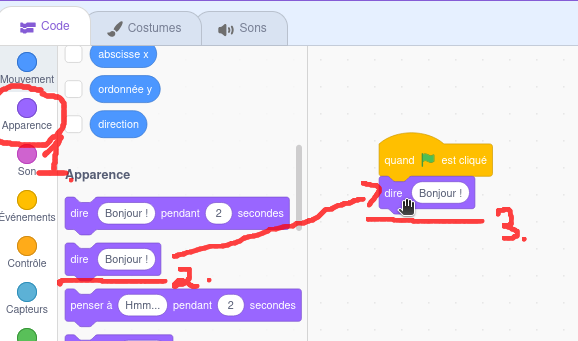 Code Costumes Sons
abscisse x
Mouvement
ordonnée y
Apparence
direction
1.
Son
Apparence
quand est cliqué
dire Bonjour !
dire Bonjour ! pendant 2 secondes
Événements
3.
dire Bonjour !
Contrôle
2.
penser à Hmm... pendant 2 secondes
Capteurs